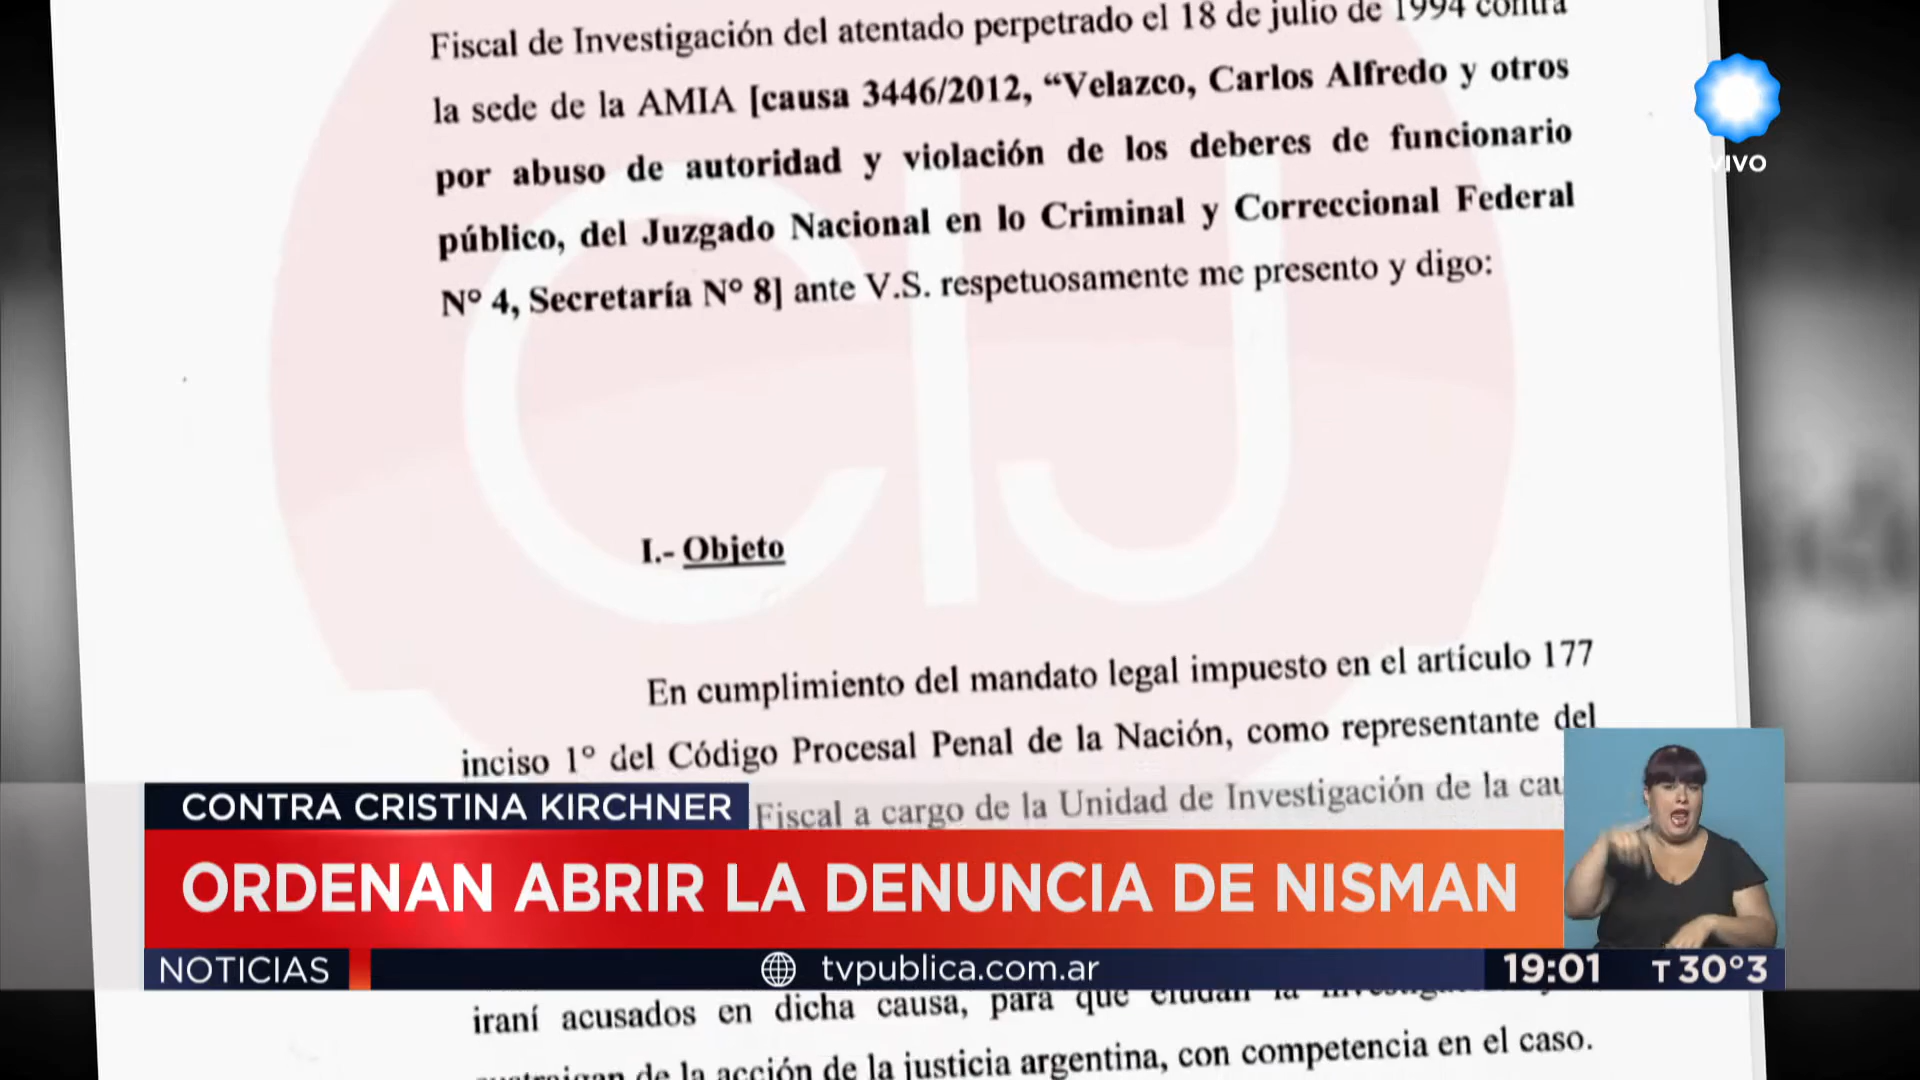 Fiscal de Investigación del atentado perpetrado el 18 de julio de 1994 contra
la sede de la AMIA [causa 3446/2012, “Velazco, Carlos Alfredo y otros
por abuso de autoridad y violación de los deberes de funcionario
público, del Juzgado Nacional en lo Criminal y Correccional Federal
Nº 4, Secretaría Nº 8] ante V.S. respetuosamente me presento y digo:
VIVO
CIJ
I.- Objeto
En cumplimiento del mandato legal impuesto en el artículo 177
inciso 1º del Código Procesal Penal de la Nación, como representante del
Fiscal a cargo de la Unidad de Investigación de la
CONTRA CRISTINA KIRCHNER
ORDENAN ABRIR LA DENUNCIA DE NISMAN
NOTICIAS tvpublica.com.ar 19:01 T 30°3
iraní acusados en dicha causa, para que eludan la
de la acción de la justicia argentina, con competencia en el caso.